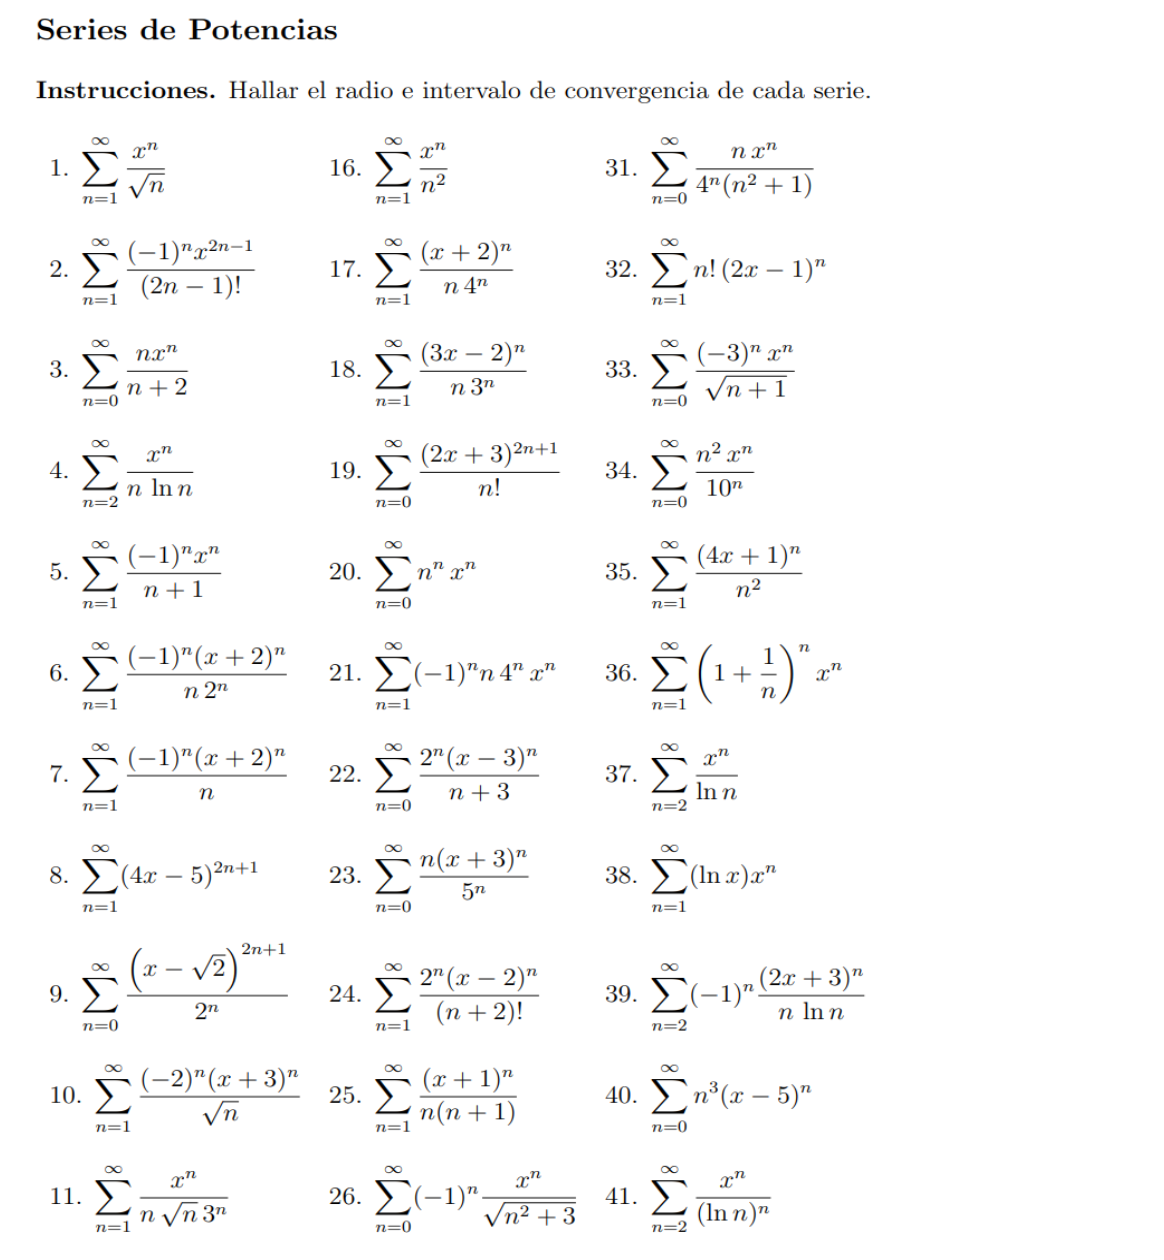 Series de Potencias
Instrucciones. Hallar el radio e intervalo de convergencia de cada serie.
1. $\sum_{n=1}^{\infty} \frac{x^n}{\sqrt{n}}$ 16. $\sum_{n=1}^{\infty} \frac{x^n}{n^2}$ 31. $\sum_{n=0}^{\infty} \frac{n\,x^n}{4^n(n^2+1)}$
2. $\sum_{n=1}^{\infty} \frac{(-1)^n x^{2n-1}}{(2n-1)!}$ 17. $\sum_{n=1}^{\infty} \frac{(x+2)^n}{n\,4^n}$ 32. $\sum_{n=1}^{\infty} n!\,(2x-1)^n$
3. $\sum_{n=0}^{\infty} \frac{nx^n}{n+2}$ 18. $\sum_{n=1}^{\infty} \frac{(3x-2)^n}{n\,3^n}$ 33. $\sum_{n=0}^{\infty} \frac{(-3)^n\,x^n}{\sqrt{n+1}}$
4. $\sum_{n=2}^{\infty} \frac{x^n}{n\,\ln n}$ 19. $\sum_{n=0}^{\infty} \frac{(2x+3)^{2n+1}}{n!}$ 34. $\sum_{n=0}^{\infty} \frac{n^2\,x^n}{10^n}$
5. $\sum_{n=1}^{\infty} \frac{(-1)^n x^n}{n+1}$ 20. $\sum_{n=0}^{\infty} n^n\,x^n$ 35. $\sum_{n=1}^{\infty} \frac{(4x+1)^n}{n^2}$
6. $\sum_{n=1}^{\infty} \frac{(-1)^n(x+2)^n}{n\,2^n}$ 21. $\sum_{n=1}^{\infty} (-1)^n n\,4^n\,x^n$ 36. $\sum_{n=1}^{\infty} \left(1+\frac{1}{n}\right)^n x^n$
7. $\sum_{n=1}^{\infty} \frac{(-1)^n(x+2)^n}{n}$ 22. $\sum_{n=0}^{\infty} \frac{2^n(x-3)^n}{n+3}$ 37. $\sum_{n=2}^{\infty} \frac{x^n}{\ln n}$
8. $\sum_{n=1}^{\infty} (4x-5)^{2n+1}$ 23. $\sum_{n=0}^{\infty} \frac{n(x+3)^n}{5^n}$ 38. $\sum_{n=1}^{\infty} (\ln x)x^n$
9. $\sum_{n=0}^{\infty} \frac{\left(x-\sqrt{2}\right)^{2n+1}}{2^n}$ 24. $\sum_{n=1}^{\infty} \frac{2^n(x-2)^n}{(n+2)!}$ 39. $\sum_{n=2}^{\infty} (-1)^n \frac{(2x+3)^n}{n\,\ln n}$
10. $\sum_{n=1}^{\infty} \frac{(-2)^n(x+3)^n}{\sqrt{n}}$ 25. $\sum_{n=1}^{\infty} \frac{(x+1)^n}{n(n+1)}$ 40. $\sum_{n=0}^{\infty} n^3(x-5)^n$
11. $\sum_{n=1}^{\infty} \frac{x^n}{n\,\sqrt{n}\,3^n}$ 26. $\sum_{n=0}^{\infty} (-1)^n \frac{x^n}{\sqrt{n^2+3}}$ 41. $\sum_{n=2}^{\infty} \frac{x^n}{(\ln n)^n}$